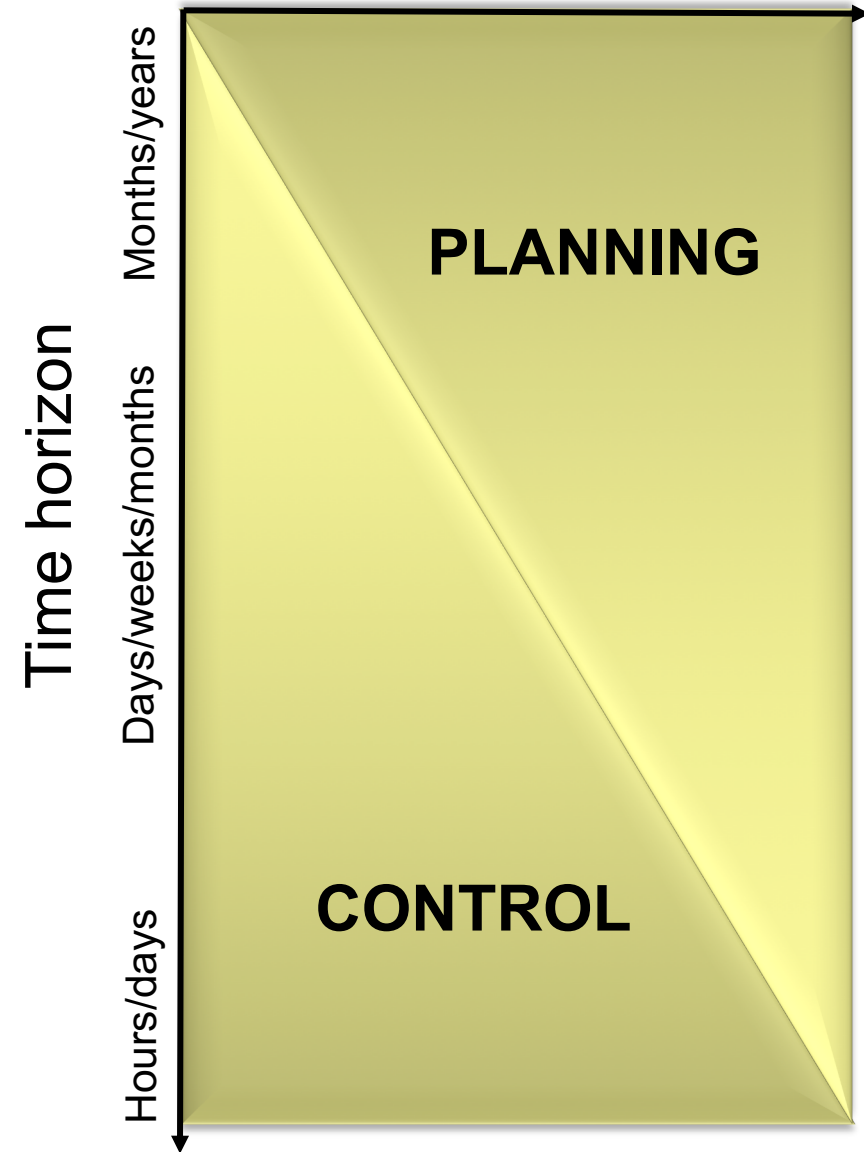 Time horizon
Months/years
Days/weeks/months
Hours/days
PLANNING
CONTROL